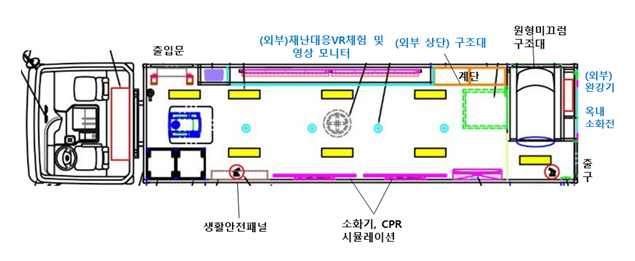 원형미끄럼
구조대
(외부)재난대응VR체험 및
영상 모니터
(외부 상단) 구조대
출입문
계단
(외부)
완강기
옥내
소화전
출
구
생활안전패널
소화기, CPR
시뮬레이션